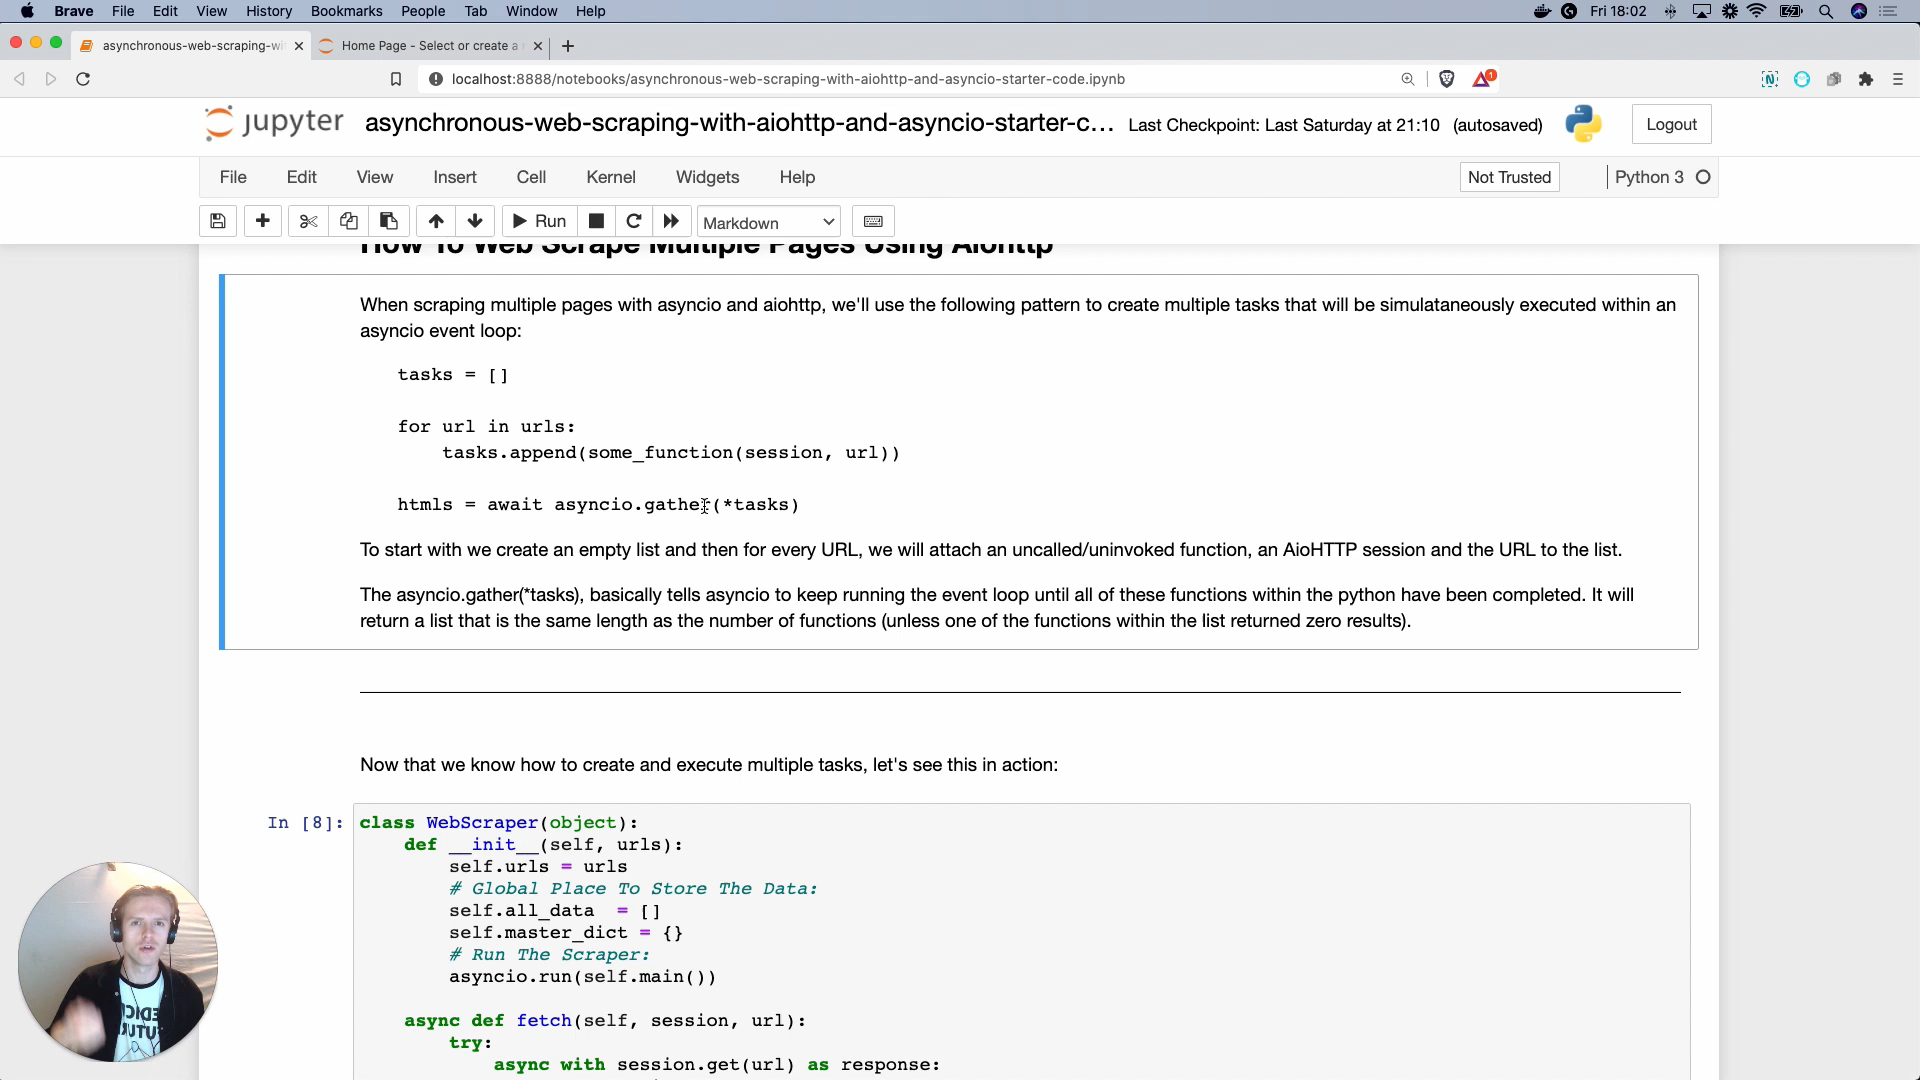 Brave File Edit View History Bookmarks People Tab Window Help Fri 18:02
asynchronous-web-scraping-wi Home Page - Select or create a
localhost:8888/notebooks/asynchronous-web-scraping-with-aiohttp-and-asyncio-starter-code.ipynb 1
jupyter asynchronous-web-scraping-with-aiohttp-and-asyncio-starter-c... Last Checkpoint: Last Saturday at 21:10 (autosaved) Logout
File Edit View Insert Cell Kernel Widgets Help Not Trusted Python 3
Run Markdown
How To Web Scrape Multiple Pages Using Aiohttp
When scraping multiple pages with asyncio and aiohttp, we'll use the following pattern to create multiple tasks that will be simulataneously executed within an
asyncio event loop:
tasks = []
for url in urls:
tasks.append(some_function(session, url))
htmls = await asyncio.gather(*tasks)
To start with we create an empty list and then for every URL, we will attach an uncalled/uninvoked function, an AioHTTP session and the URL to the list.
The asyncio.gather(*tasks), basically tells asyncio to keep running the event loop until all of these functions within the python have been completed. It will
return a list that is the same length as the number of functions (unless one of the functions within the list returned zero results).
Now that we know how to create and execute multiple tasks, let's see this in action:
In [8]: class WebScraper(object):
def __init__(self, urls):
self.urls = urls
# Global Place To Store The Data:
self.all_data = []
self.master_dict = {}
# Run The Scraper:
asyncio.run(self.main())
async def fetch(self, session, url):
try:
async with session.get(url) as response: